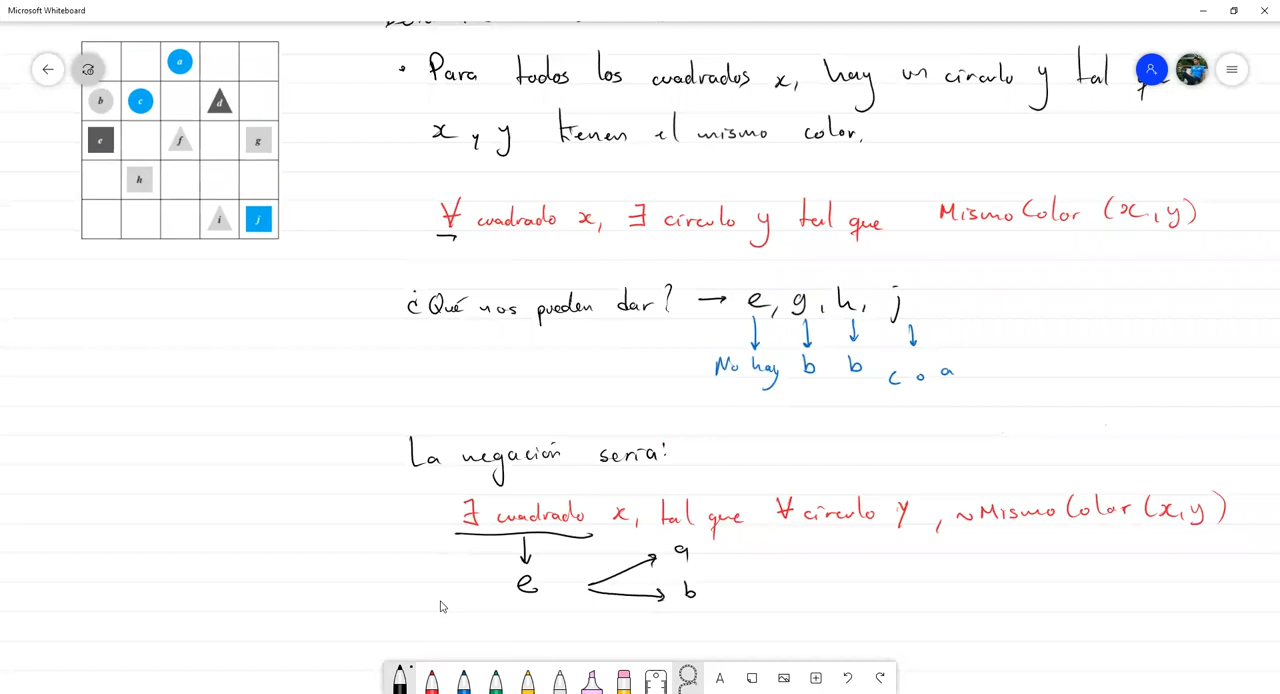 Microsoft Whiteboard
a
b c d
e f g
h
i j
• Para todos los cuadrados x, hay un círculo y tal
x, y tienen el mismo color.
∀ cuadrado x, ∃ círculo y tal que MismoColor (x,y)
¿Qué nos pueden dar? → e, g, h, j
No hay b b c o a
La negación sería:
∃ cuadrado x, tal que ∀ círculo y, ~MismoColor(x,y)
a
e b
A